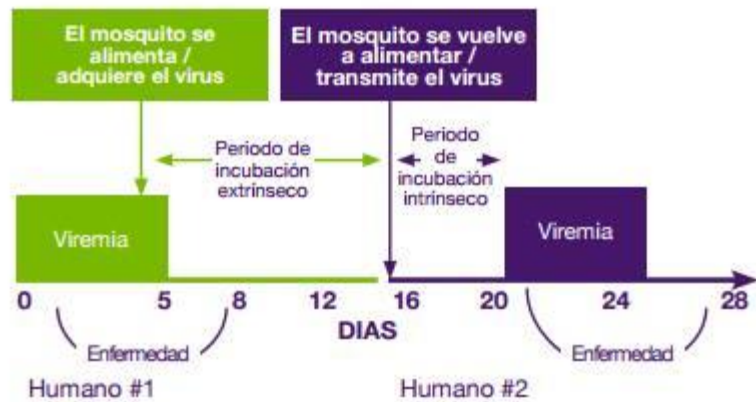 El mosquito se
alimenta /
adquiere el virus
El mosquito se vuelve
a alimentar /
transmite el virus
Periodo de
incubación
extrínseco
Periodo
de
incubación
intrínseco
Viremia
Viremia
0 5 8 12 16 20 24 28
DIAS
Enfermedad
Enfermedad
Humano #1
Humano #2